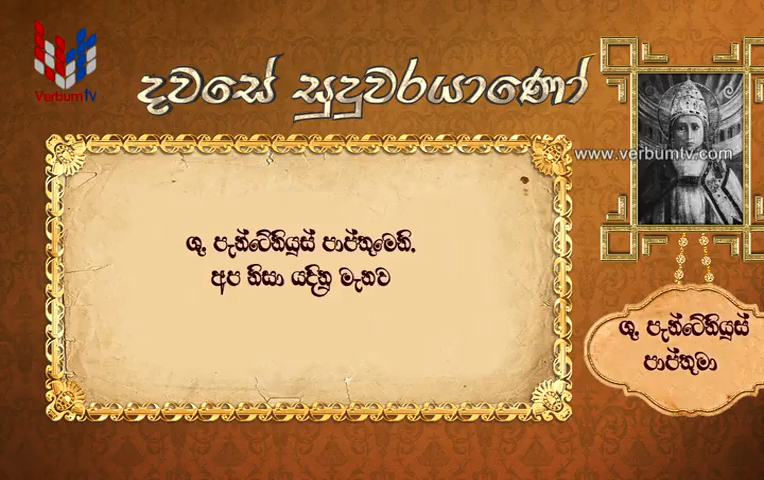 Verbum TV
දවසේ සුදුවරයාණෝ
www.verbumtv.com
ශු. පැන්ටේනියුස් පාප්තුමෙනි,
අප නිසා යදිනු මැනව
ශු. පැන්ටේනියුස්
පාප්තුමා